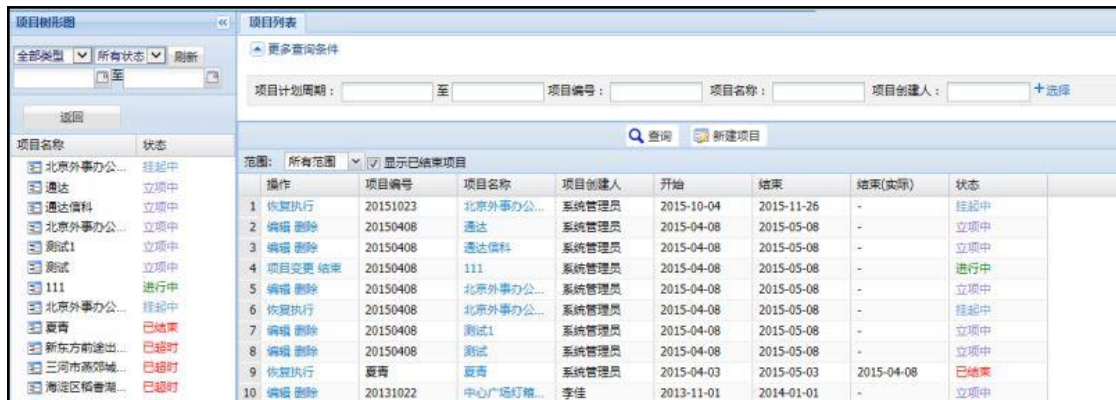 项目树形图
全部类型 所有状态 刷新
至
返回
项目名称 状态
北京外事办公... 挂起中
通达 立项中
通达信科 立项中
北京外事办公... 立项中
测试1 立项中
测试 立项中
111 进行中
北京外事办公... 挂起中
夏青 已结束
新东方前途出... 已超时
三河市燕郊城... 已超时
海淀区稻香湖... 已超时
项目列表
更多查询条件
项目计划周期： 至 项目编号： 项目名称： 项目创建人： +选择
查询 新建项目
范围： 所有范围 显示已结束项目
操作 项目编号 项目名称 项目创建人 开始 结束 结束(实际) 状态
1 恢复执行 20151023 北京外事办公... 系统管理员 2015-10-04 2015-11-26 - 挂起中
2 编辑 删除 20150408 通达 系统管理员 2015-04-08 2015-05-08 - 立项中
3 编辑 删除 20150408 通达信科 系统管理员 2015-04-08 2015-05-08 - 立项中
4 项目变更 结束 20150408 111 系统管理员 2015-04-08 2015-05-08 - 进行中
5 编辑 删除 20150408 北京外事办公... 系统管理员 2015-04-08 2015-05-08 - 立项中
6 恢复执行 20150408 北京外事办公... 系统管理员 2015-04-08 2015-05-08 - 挂起中
7 编辑 删除 20150408 测试1 系统管理员 2015-04-08 2015-05-08 - 立项中
8 编辑 删除 20150408 测试 系统管理员 2015-04-08 2015-05-08 - 立项中
9 恢复执行 夏青 夏青 系统管理员 2015-04-03 2015-05-03 2015-04-08 已结束
10 编辑 删除 20131022 中心广场灯箱... 李佳 2013-11-01 2014-01-01 - 立项中